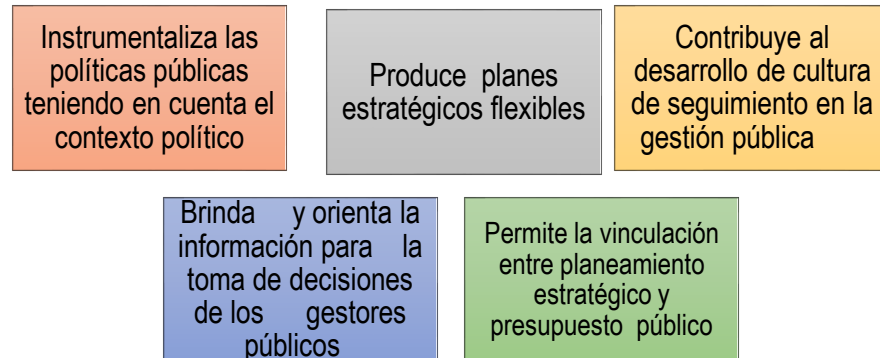 Instrumentaliza las
políticas públicas
teniendo en cuenta el
contexto político
Produce planes
estratégicos flexibles
Contribuye al
desarrollo de cultura
de seguimiento en la
gestión pública
Brinda y orienta la
información para la
toma de decisiones
de los gestores
públicos
Permite la vinculación
entre planeamiento
estratégico y
presupuesto público